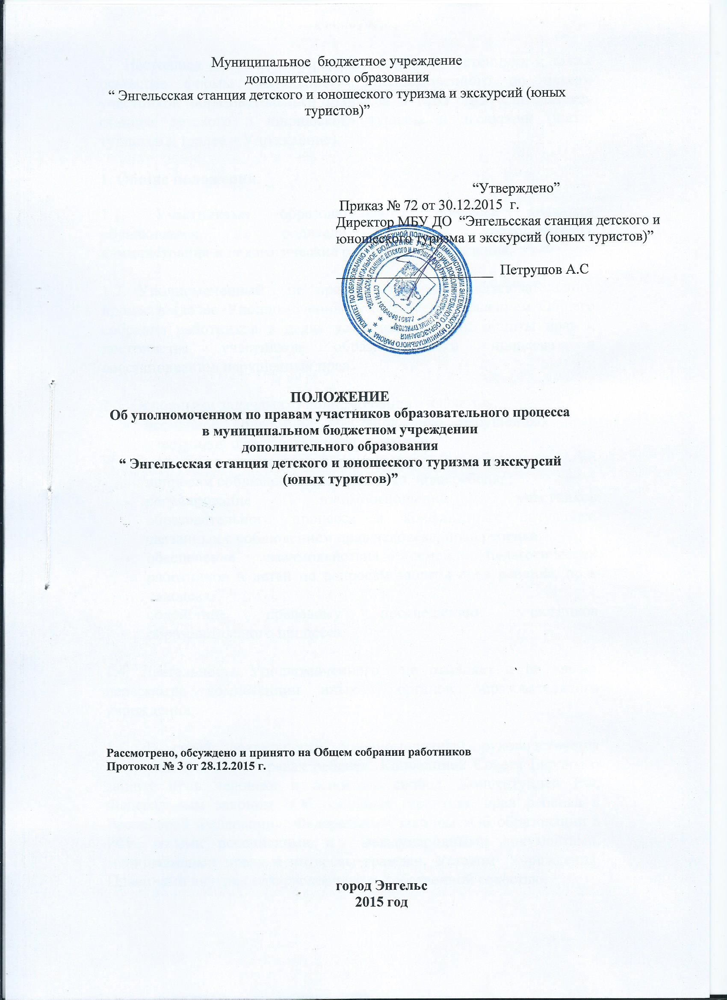 Муниципальное бюджетное учреждение
дополнительного образования
“ Энгельсская станция детского и юношеского туризма и экскурсий (юных
туристов)”
“Утверждено”
Приказ № 72 от 30.12.2015 г.
Директор МБУ ДО “Энгельсская станция детского и
юношеского туризма и экскурсий (юных туристов)”
Петрушов А.С
КОМИТЕТ ПО ОБРАЗОВАНИЮ И МОЛОДЕЖНОЙ ПОЛИТИКЕ АДМИНИСТРАЦИИ ЭНГЕЛЬССКОГО МУНИЦИПАЛЬНОГО РАЙОНА
МУНИЦИПАЛЬНОЕ БЮДЖЕТНОЕ УЧРЕЖДЕНИЕ ДОПОЛНИТЕЛЬНОГО ОБРАЗОВАНИЯ
"ЭНГЕЛЬССКАЯ СТАНЦИЯ ДЕТСКОГО И ЮНОШЕСКОГО ТУРИЗМА И ЭКСКУРСИЙ (ЮНЫХ ТУРИСТОВ)"
ОГРН
ПОЛОЖЕНИЕ
Об уполномоченном по правам участников образовательного процесса
в муниципальном бюджетном учреждении
дополнительного образования
“ Энгельсская станция детского и юношеского туризма и экскурсий
(юных туристов)”
Рассмотрено, обсуждено и принято на Общем собрании работников
Протокол № 3 от 28.12.2015 г.
город Энгельс
2015 год